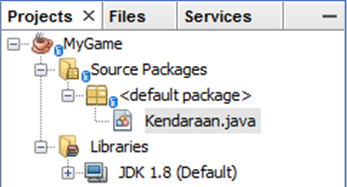 Projects Files Services
MyGame
Source Packages
<default package>
Kendaraan.java
Libraries
JDK 1.8 (Default)